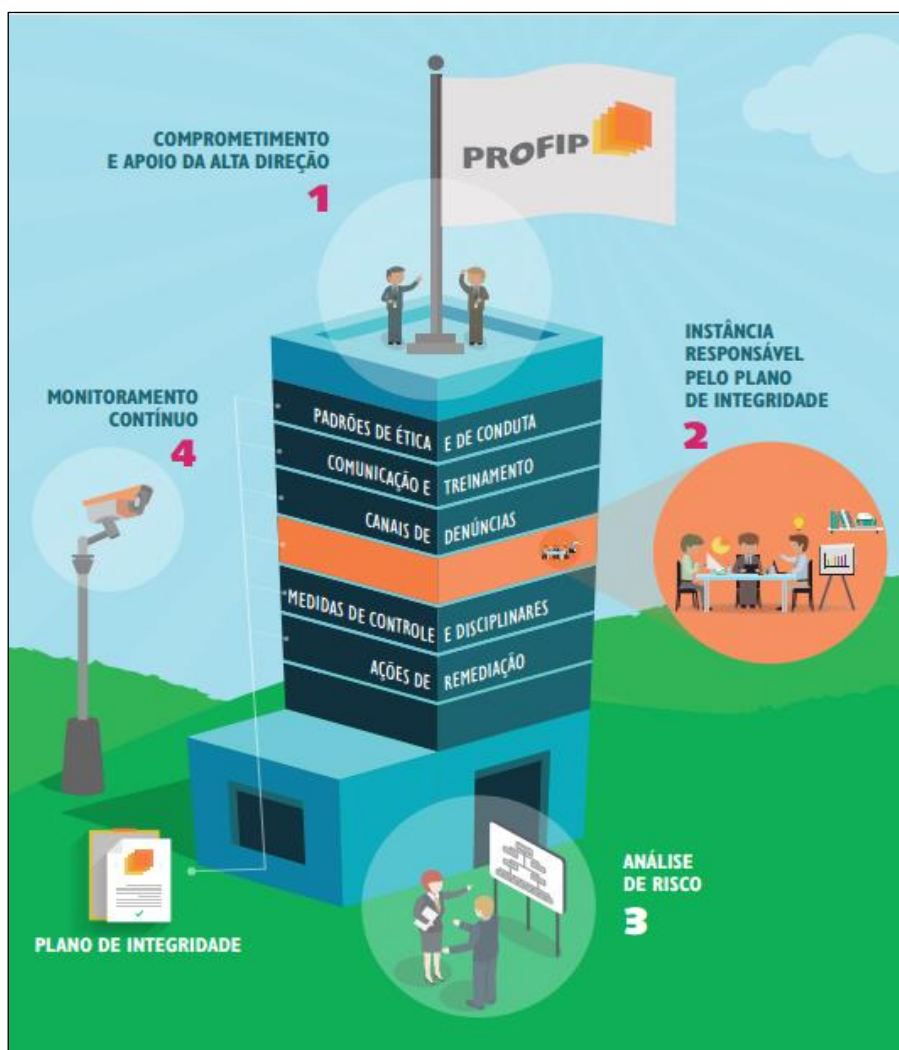 PROFIP
COMPROMETIMENTO
E APOIO DA ALTA DIREÇÃO
1
INSTÂNCIA
RESPONSÁVEL
PELO PLANO
DE INTEGRIDADE
2
MONITORAMENTO
CONTÍNUO
4
PADRÕES DE ÉTICA E DE CONDUTA
COMUNICAÇÃO E TREINAMENTO
CANAIS DE DENÚNCIAS
MEDIDAS DE CONTROLE E DISCIPLINARES
AÇÕES DE REMEDIAÇÃO
ANÁLISE
DE RISCO
3
PLANO DE INTEGRIDADE